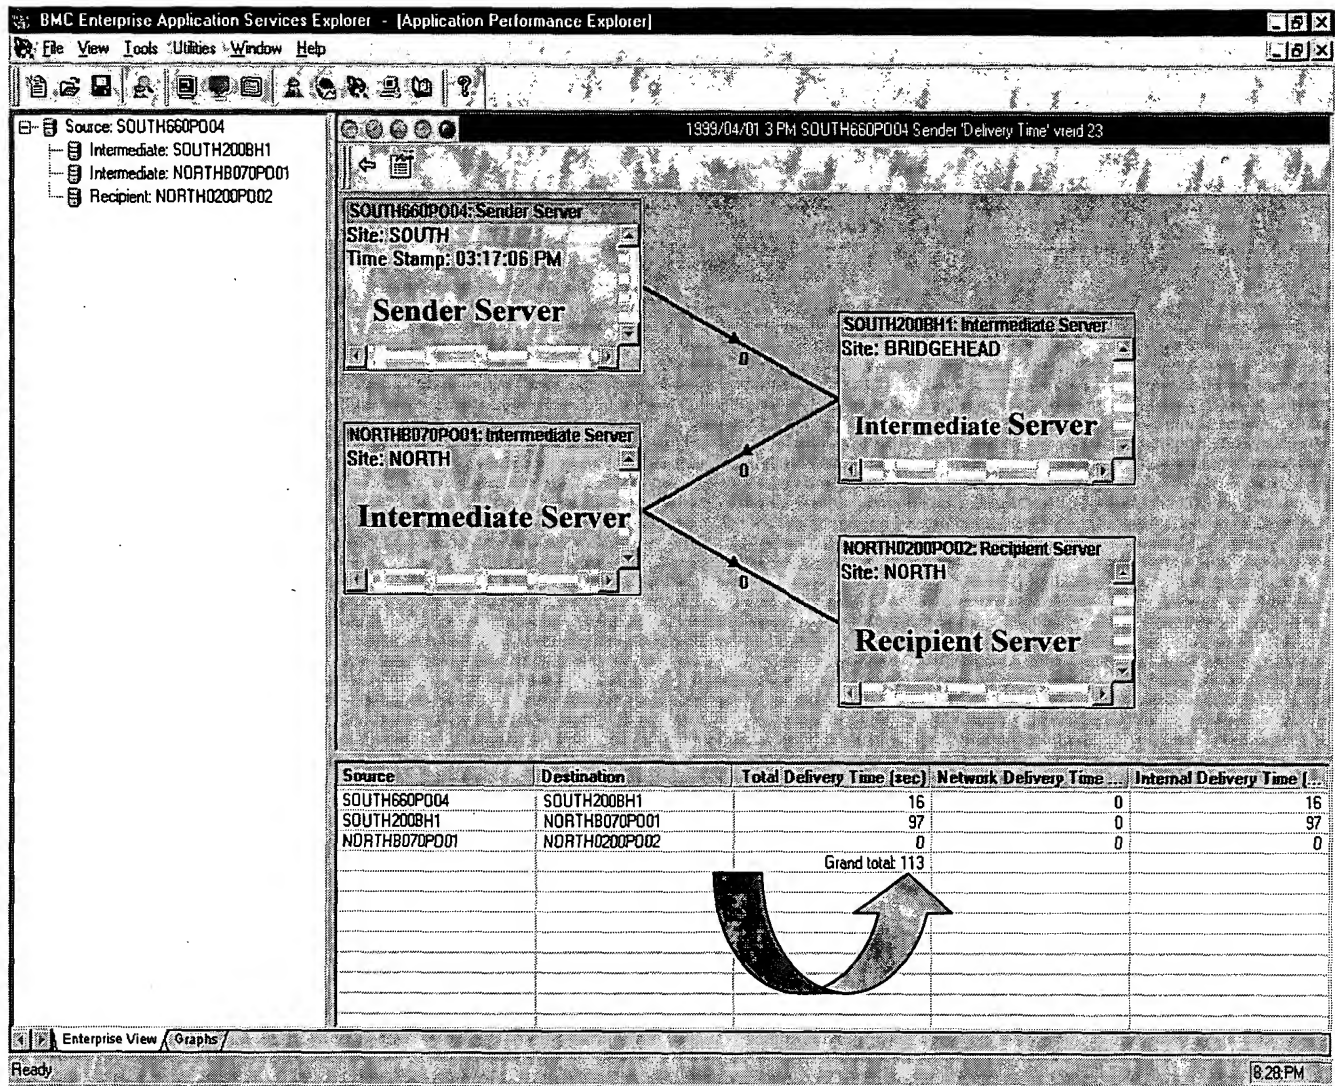 BMC Enterprise Application Services Explorer - [Application Performance Explorer]
File View Tools Utilities Window Help
Source: SOUTH660PO04
Intermediate: SOUTH200BH1
Intermediate: NORTHB070PO01
Recipient: NORTH0200PO02
1999/04/01 3 PM SOUTH660PO04 Sender 'Delivery Time' vreid 23
SOUTH660PO04: Sender Server
Site: SOUTH
Time Stamp: 03:17:06 PM
Sender Server
0
SOUTH200BH1: Intermediate Server
Site: BRIDGEHEAD
Intermediate Server
NORTHB070PO01: Intermediate Server
Site: NORTH
Intermediate Server
0
0
NORTH0200PO02: Recipient Server
Site: NORTH
Recipient Server
Source Destination Total Delivery Time (sec) Network Delivery Time ... Internal Delivery Time (...
SOUTH660PO04 SOUTH200BH1 16 0 16
SOUTH200BH1 NORTHB070PO01 97 0 97
NORTHB070PO01 NORTH0200PO02 0 0 0
Grand total: 113
Enterprise View Graphs
Ready 8:28 PM